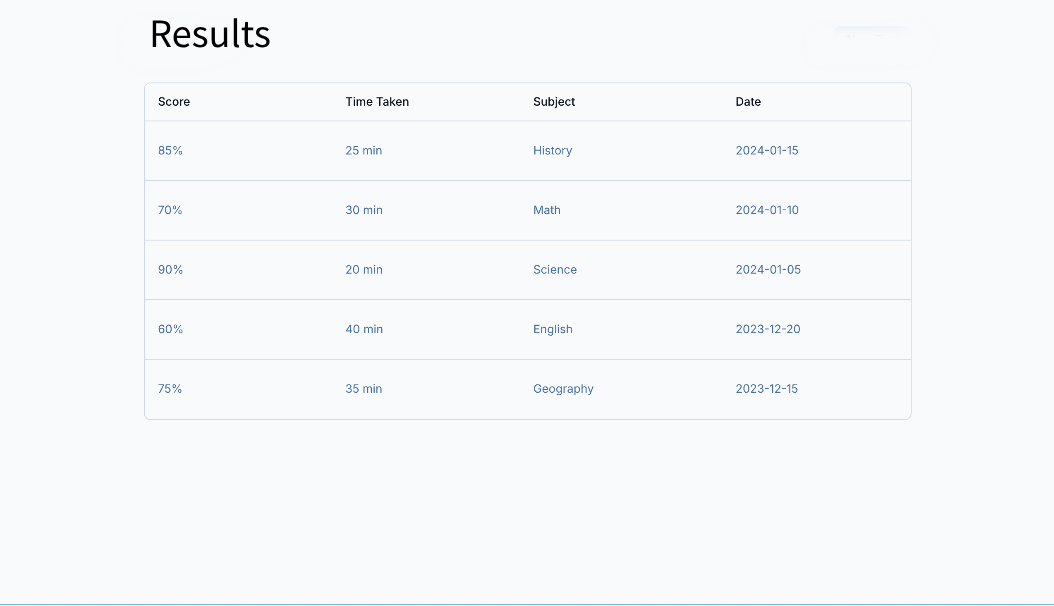 Results
Score Time Taken Subject Date
85% 25 min History 2024-01-15
70% 30 min Math 2024-01-10
90% 20 min Science 2024-01-05
60% 40 min English 2023-12-20
75% 35 min Geography 2023-12-15